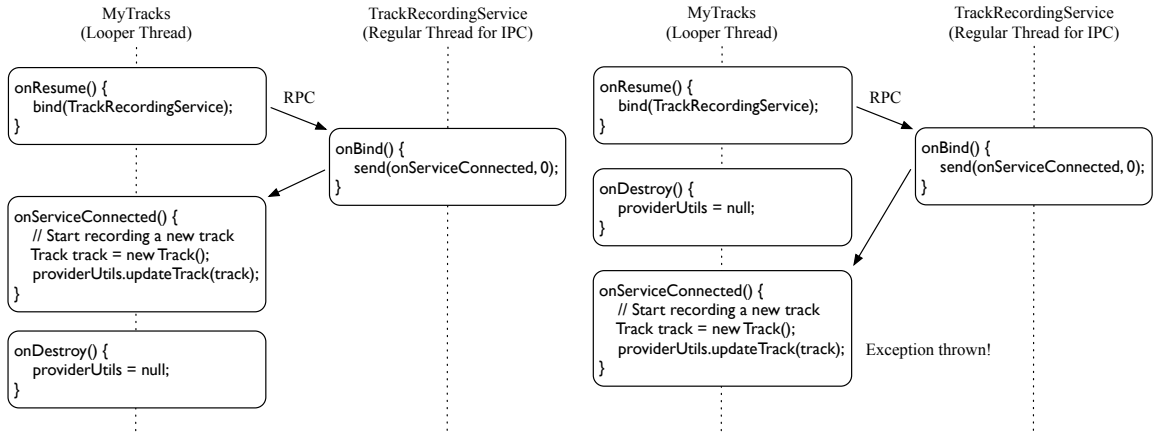 MyTracks
(Looper Thread)
TrackRecordingService
(Regular Thread for IPC)
onResume() {
bind(TrackRecordingService);
}
RPC
onBind() {
send(onServiceConnected, 0);
}
onServiceConnected() {
// Start recording a new track
Track track = new Track();
providerUtils.updateTrack(track);
}
onDestroy() {
providerUtils = null;
}
MyTracks
(Looper Thread)
TrackRecordingService
(Regular Thread for IPC)
onResume() {
bind(TrackRecordingService);
}
RPC
onBind() {
send(onServiceConnected, 0);
}
onDestroy() {
providerUtils = null;
}
onServiceConnected() {
// Start recording a new track
Track track = new Track();
providerUtils.updateTrack(track);
}
Exception thrown!